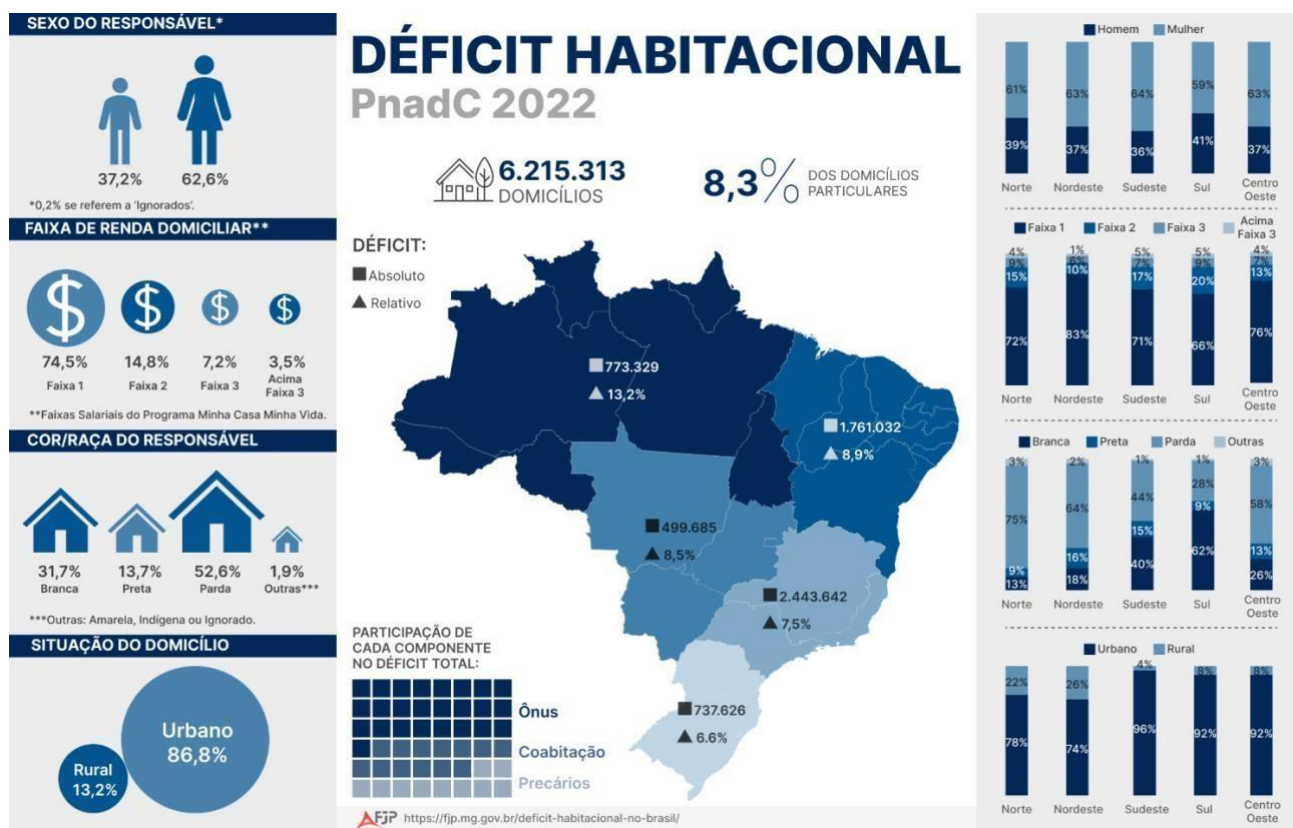 SEXO DO RESPONSÁVEL*
37,2% 62,6%
*0,2% se referem a ‘Ignorados’.
FAIXA DE RENDA DOMICILIAR**
$ $ $ $
74,5% 14,8% 7,2% 3,5%
Faixa 1 Faixa 2 Faixa 3 Acima
Faixa 3
**Faixas Salariais do Programa Minha Casa Minha Vida.
COR/RAÇA DO RESPONSÁVEL
31,7% 13,7% 52,6% 1,9%
Branca Preta Parda Outras***
***Outras: Amarela, Indígena ou Ignorado.
SITUAÇÃO DO DOMICÍLIO
Urbano
86,8%
Rural
13,2%
DÉFICIT HABITACIONAL
PnadC 2022
6.215.313
DOMICÍLIOS
8,3%
DOS DOMICÍLIOS
PARTICULARES
DÉFICIT:
Absoluto
Relativo
773.329
13,2%
1.761.032
8,9%
499.685
8,5%
2.443.642
7,5%
737.626
6.6%
PARTICIPAÇÃO DE
CADA COMPONENTE
NO DÉFICIT TOTAL:
Ônus
Coabitação
Precários
FJP https://fjp.mg.gov.br/deficit-habitacional-no-brasil/
Homem Mulher
61% 63% 64% 59% 63%
39% 37% 36% 41% 37%
Norte Nordeste Sudeste Sul Centro
Oeste
Faixa 1 Faixa 2 Faixa 3 Acima
Faixa 3
4% 1% 5% 5% 4%
9% 7% 9% 7%
15% 10% 17% 20% 13%
72% 83% 71% 66% 76%
Norte Nordeste Sudeste Sul Centro
Oeste
Branca Preta Parda Outras
3% 2% 1% 1% 3%
75% 64% 44% 28% 58%
9% 16% 15% 9% 13%
13% 18% 40% 62% 26%
Norte Nordeste Sudeste Sul Centro
Oeste
Urbano Rural
22% 26% 4% 8% 8%
78% 74% 96% 92% 92%
Norte Nordeste Sudeste Sul Centro
Oeste